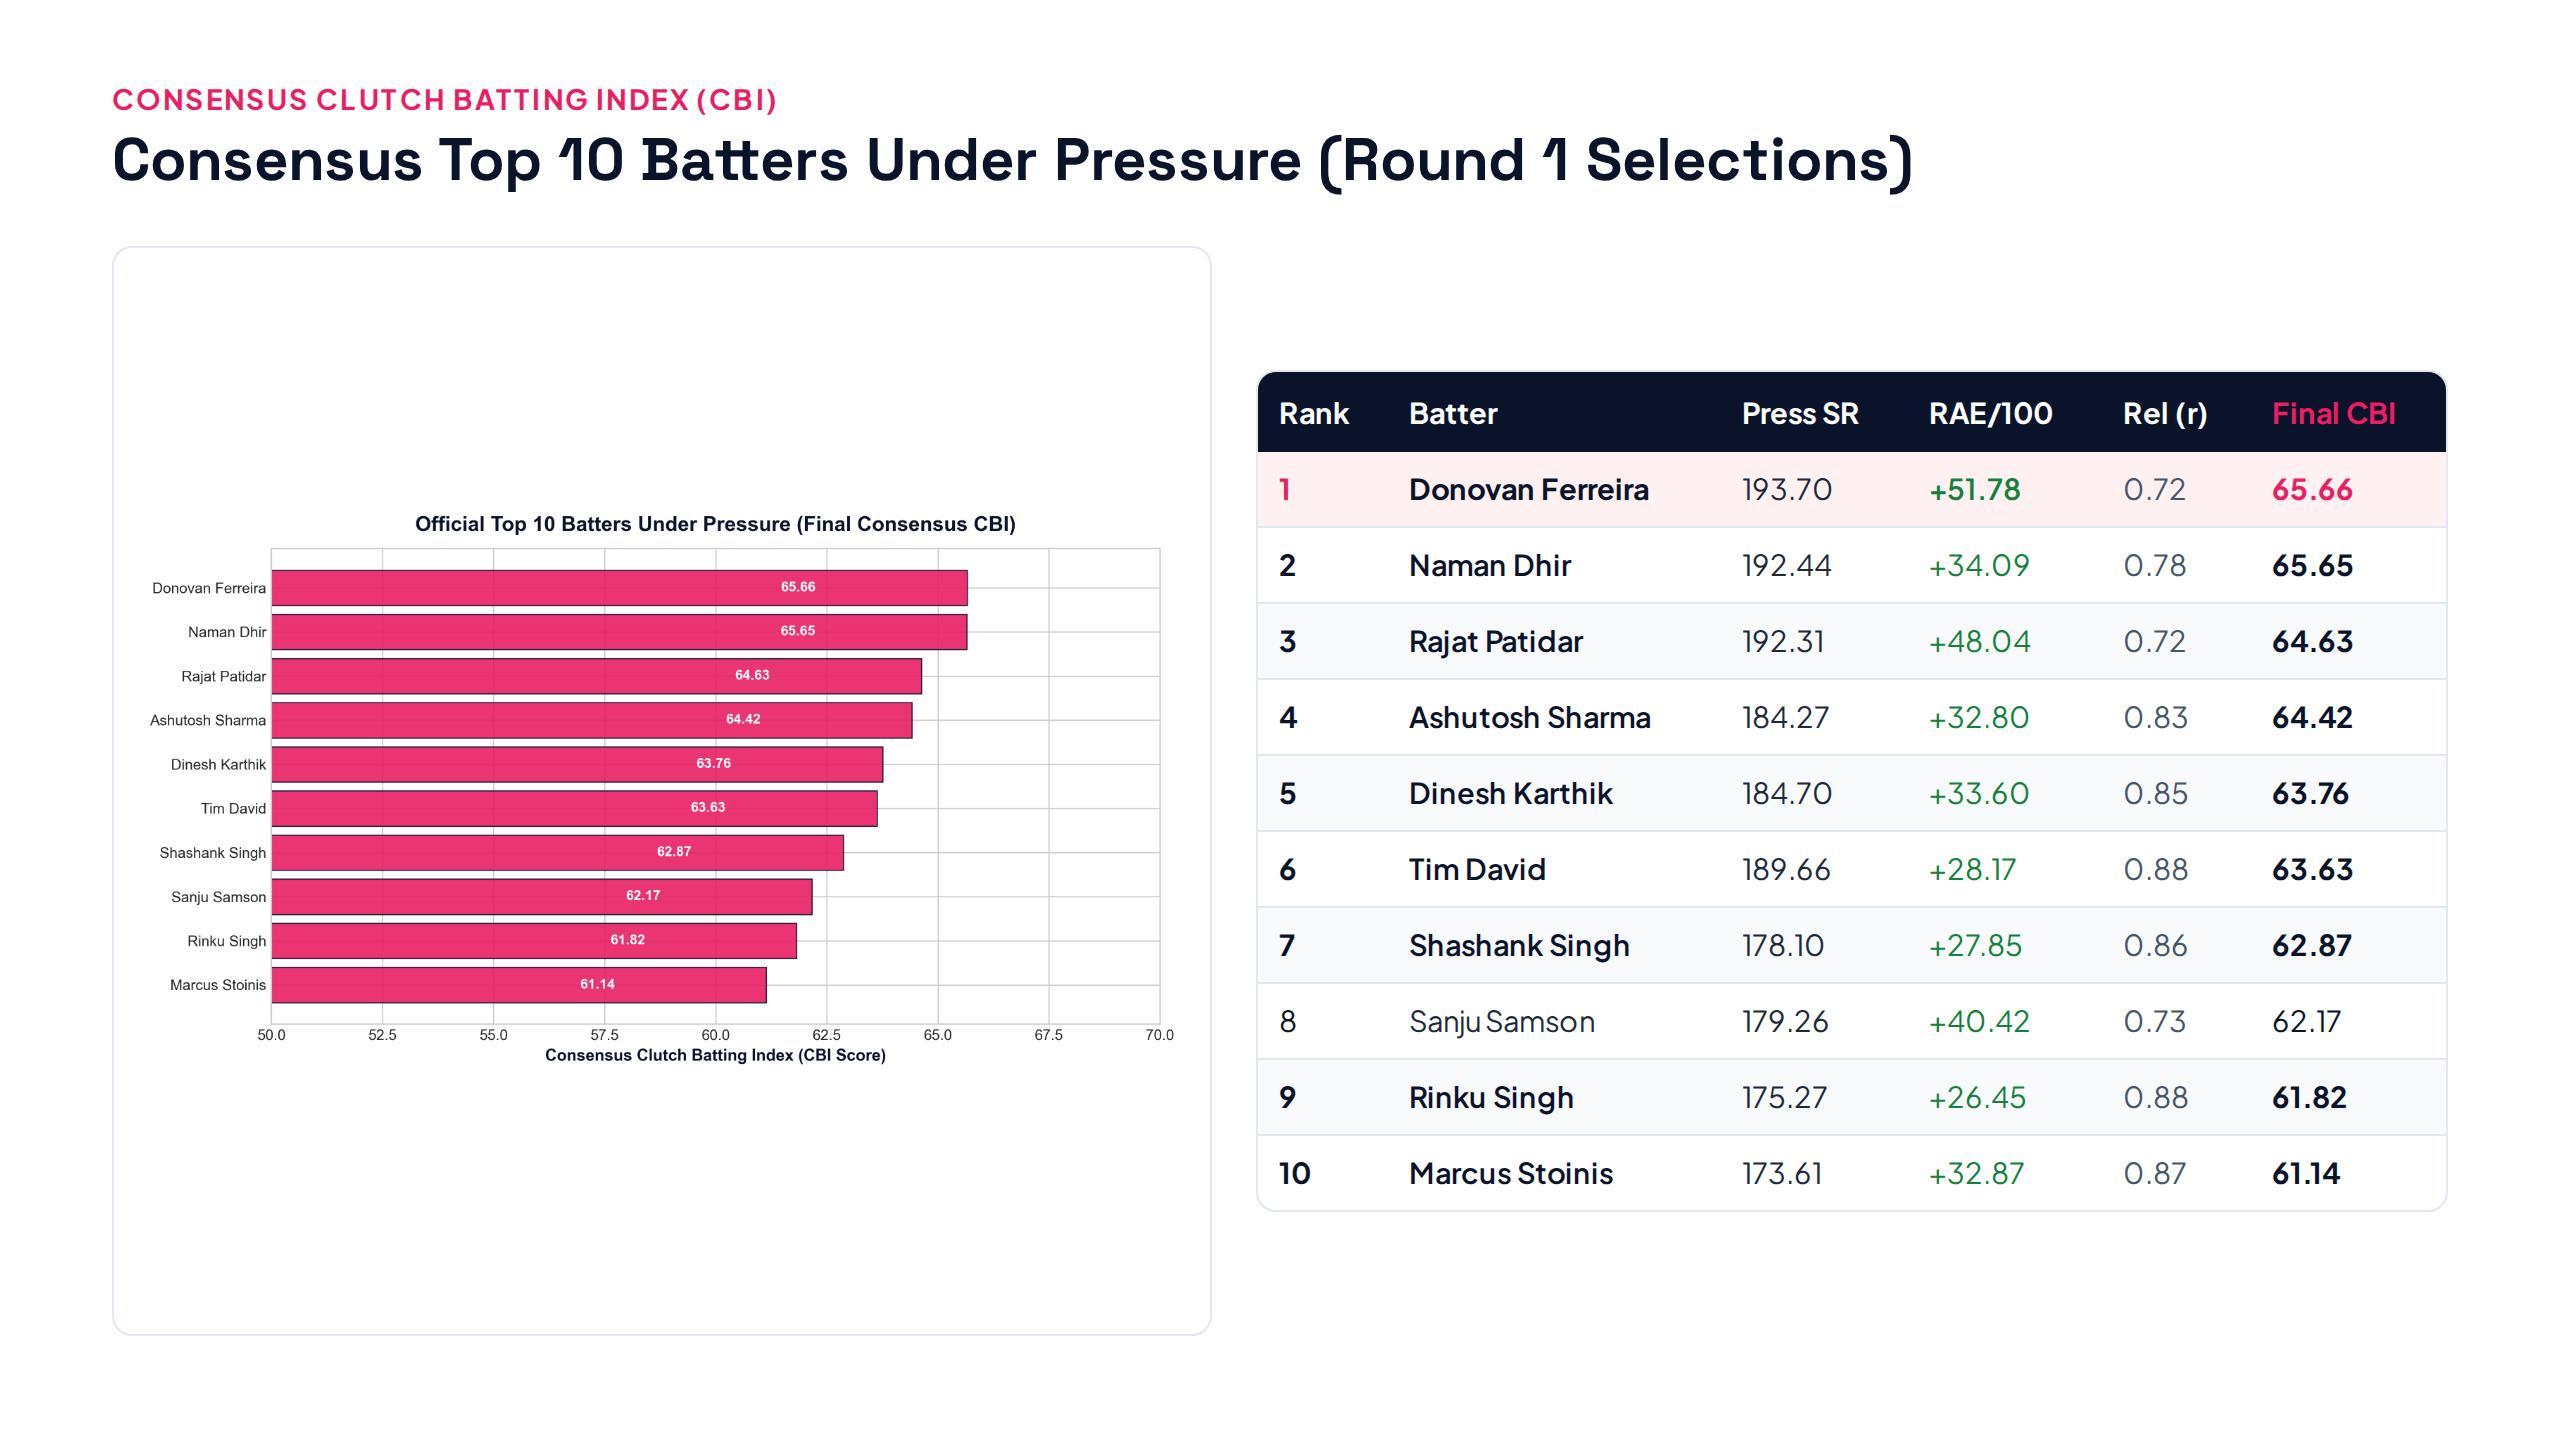 CONSENSUS CLUTCH BATTING INDEX (CBI)
Consensus Top 10 Batters Under Pressure (Round 1 Selections)
Official Top 10 Batters Under Pressure (Final Consensus CBI)
Donovan Ferreira 65.66
Naman Dhir 65.65
Rajat Patidar 64.63
Ashutosh Sharma 64.42
Dinesh Karthik 63.76
Tim David 63.63
Shashank Singh 62.87
Sanju Samson 62.17
Rinku Singh 61.82
Marcus Stoinis 61.14
50.0 52.5 55.0 57.5 60.0 62.5 65.0 67.5 70.0
Consensus Clutch Batting Index (CBI Score)
Rank Batter Press SR RAE/100 Rel (r) Final CBI
1 Donovan Ferreira 193.70 +51.78 0.72 65.66
2 Naman Dhir 192.44 +34.09 0.78 65.65
3 Rajat Patidar 192.31 +48.04 0.72 64.63
4 Ashutosh Sharma 184.27 +32.80 0.83 64.42
5 Dinesh Karthik 184.70 +33.60 0.85 63.76
6 Tim David 189.66 +28.17 0.88 63.63
7 Shashank Singh 178.10 +27.85 0.86 62.87
8 Sanju Samson 179.26 +40.42 0.73 62.17
9 Rinku Singh 175.27 +26.45 0.88 61.82
10 Marcus Stoinis 173.61 +32.87 0.87 61.14